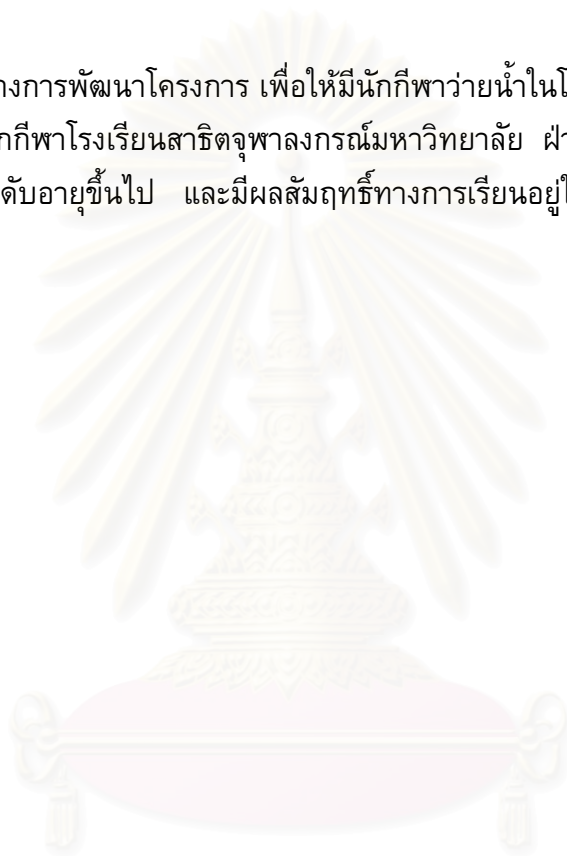 างการพัฒนาโครงการ เพื่อให้มีนักกีฬาว่ายน้ำในโ
กกีฬาโรงเรียนสาธิตจุฬาลงกรณ์มหาวิทยาลัย ฝ่า
ดับอายุขึ้นไป และมีผลสัมฤทธิ์ทางการเรียนอยู่ใ